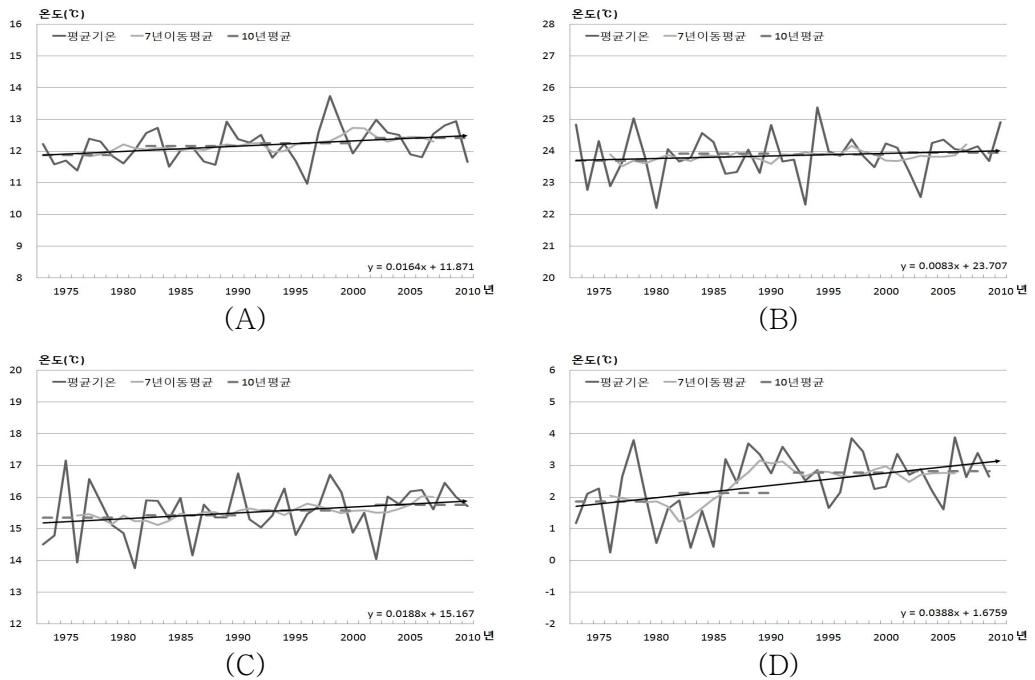 온도(℃)
16
15
14
13
12
11
10
9
8
평균기온 7년이동평균 10년평균
y = 0.0164x + 11.871
1975 1980 1985 1990 1995 2000 2005 2010 년
(A)
온도(℃)
28
27
26
25
24
23
22
21
20
평균기온 7년이동평균 10년평균
y = 0.0083x + 23.707
1975 1980 1985 1990 1995 2000 2005 2010 년
(B)
온도(℃)
20
19
18
17
16
15
14
13
12
평균기온 7년이동평균 10년평균
y = 0.0188x + 15.167
1975 1980 1985 1990 1995 2000 2005 2010 년
(C)
온도(℃)
6
5
4
3
2
1
0
-1
-2
평균기온 7년이동평균 10년평균
y = 0.0388x + 1.6759
1975 1980 1985 1990 1995 2000 2005 2010 년
(D)